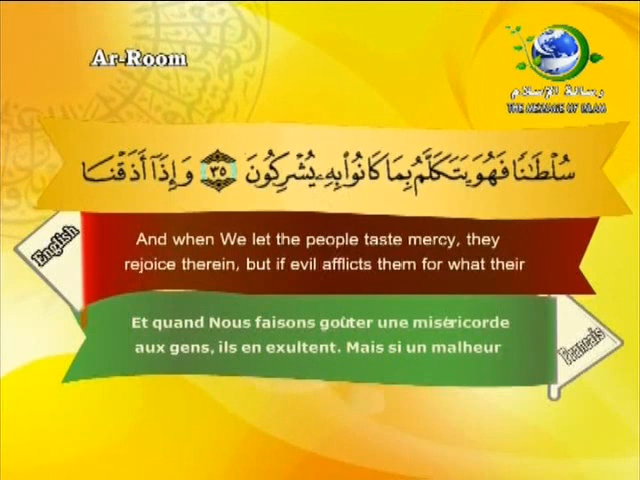 Ar-Room
رسالة الإسلام
THE MESSAGE OF ISLAM
سُلْطَٰنًا فَهُوَ يَتَكَلَّمُ بِمَا كَانُوا۟ بِهِۦ يُشْرِكُونَ ٣٥ وَإِذَآ أَذَقْنَا
English
And when We let the people taste mercy, they
rejoice therein, but if evil afflicts them for what their
Et quand Nous faisons goûter une miséricorde
aux gens, ils en exultent. Mais si un malheur
Francais